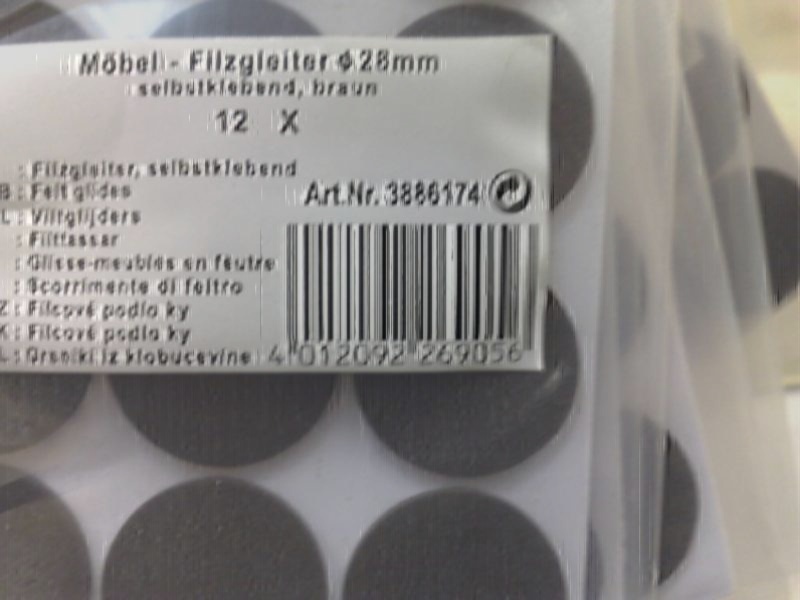 Möbel - Filzgleiter ϕ 28mm
selbstklebend, braun
12 X
: Filzgleiter, selbstklebend
B : Felt glides
L : Viltglijders
: Filttassar
: Glisse-meubles en feutre
: Scorrimento di feltro
Z : Filcové podlo ky
K : Filcové podlo ky
L : Drsniki iz klobucevine
Art.Nr. 3886174
4 012092 269056